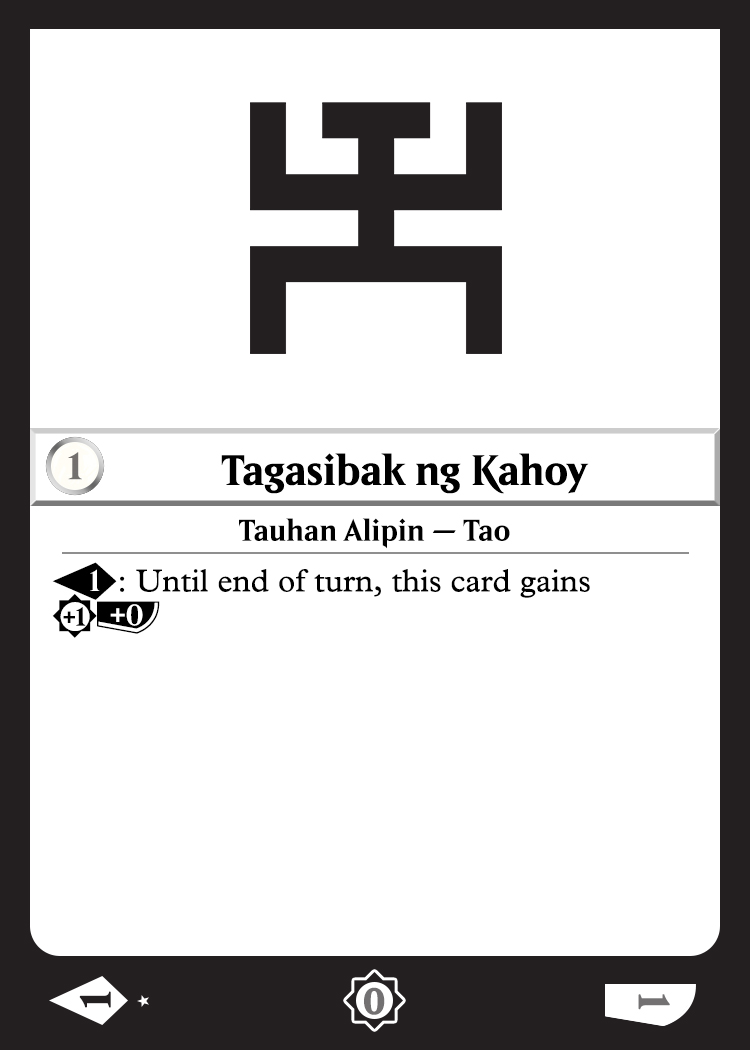 1 Tagasibak ng Kahoy
Tauhan Alipin — Tao
1: Until end of turn, this card gains
+1 +0
1 0 1